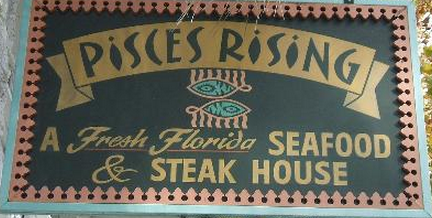 PISCES RISING
A Fresh Florida SEAFOOD
& STEAK HOUSE